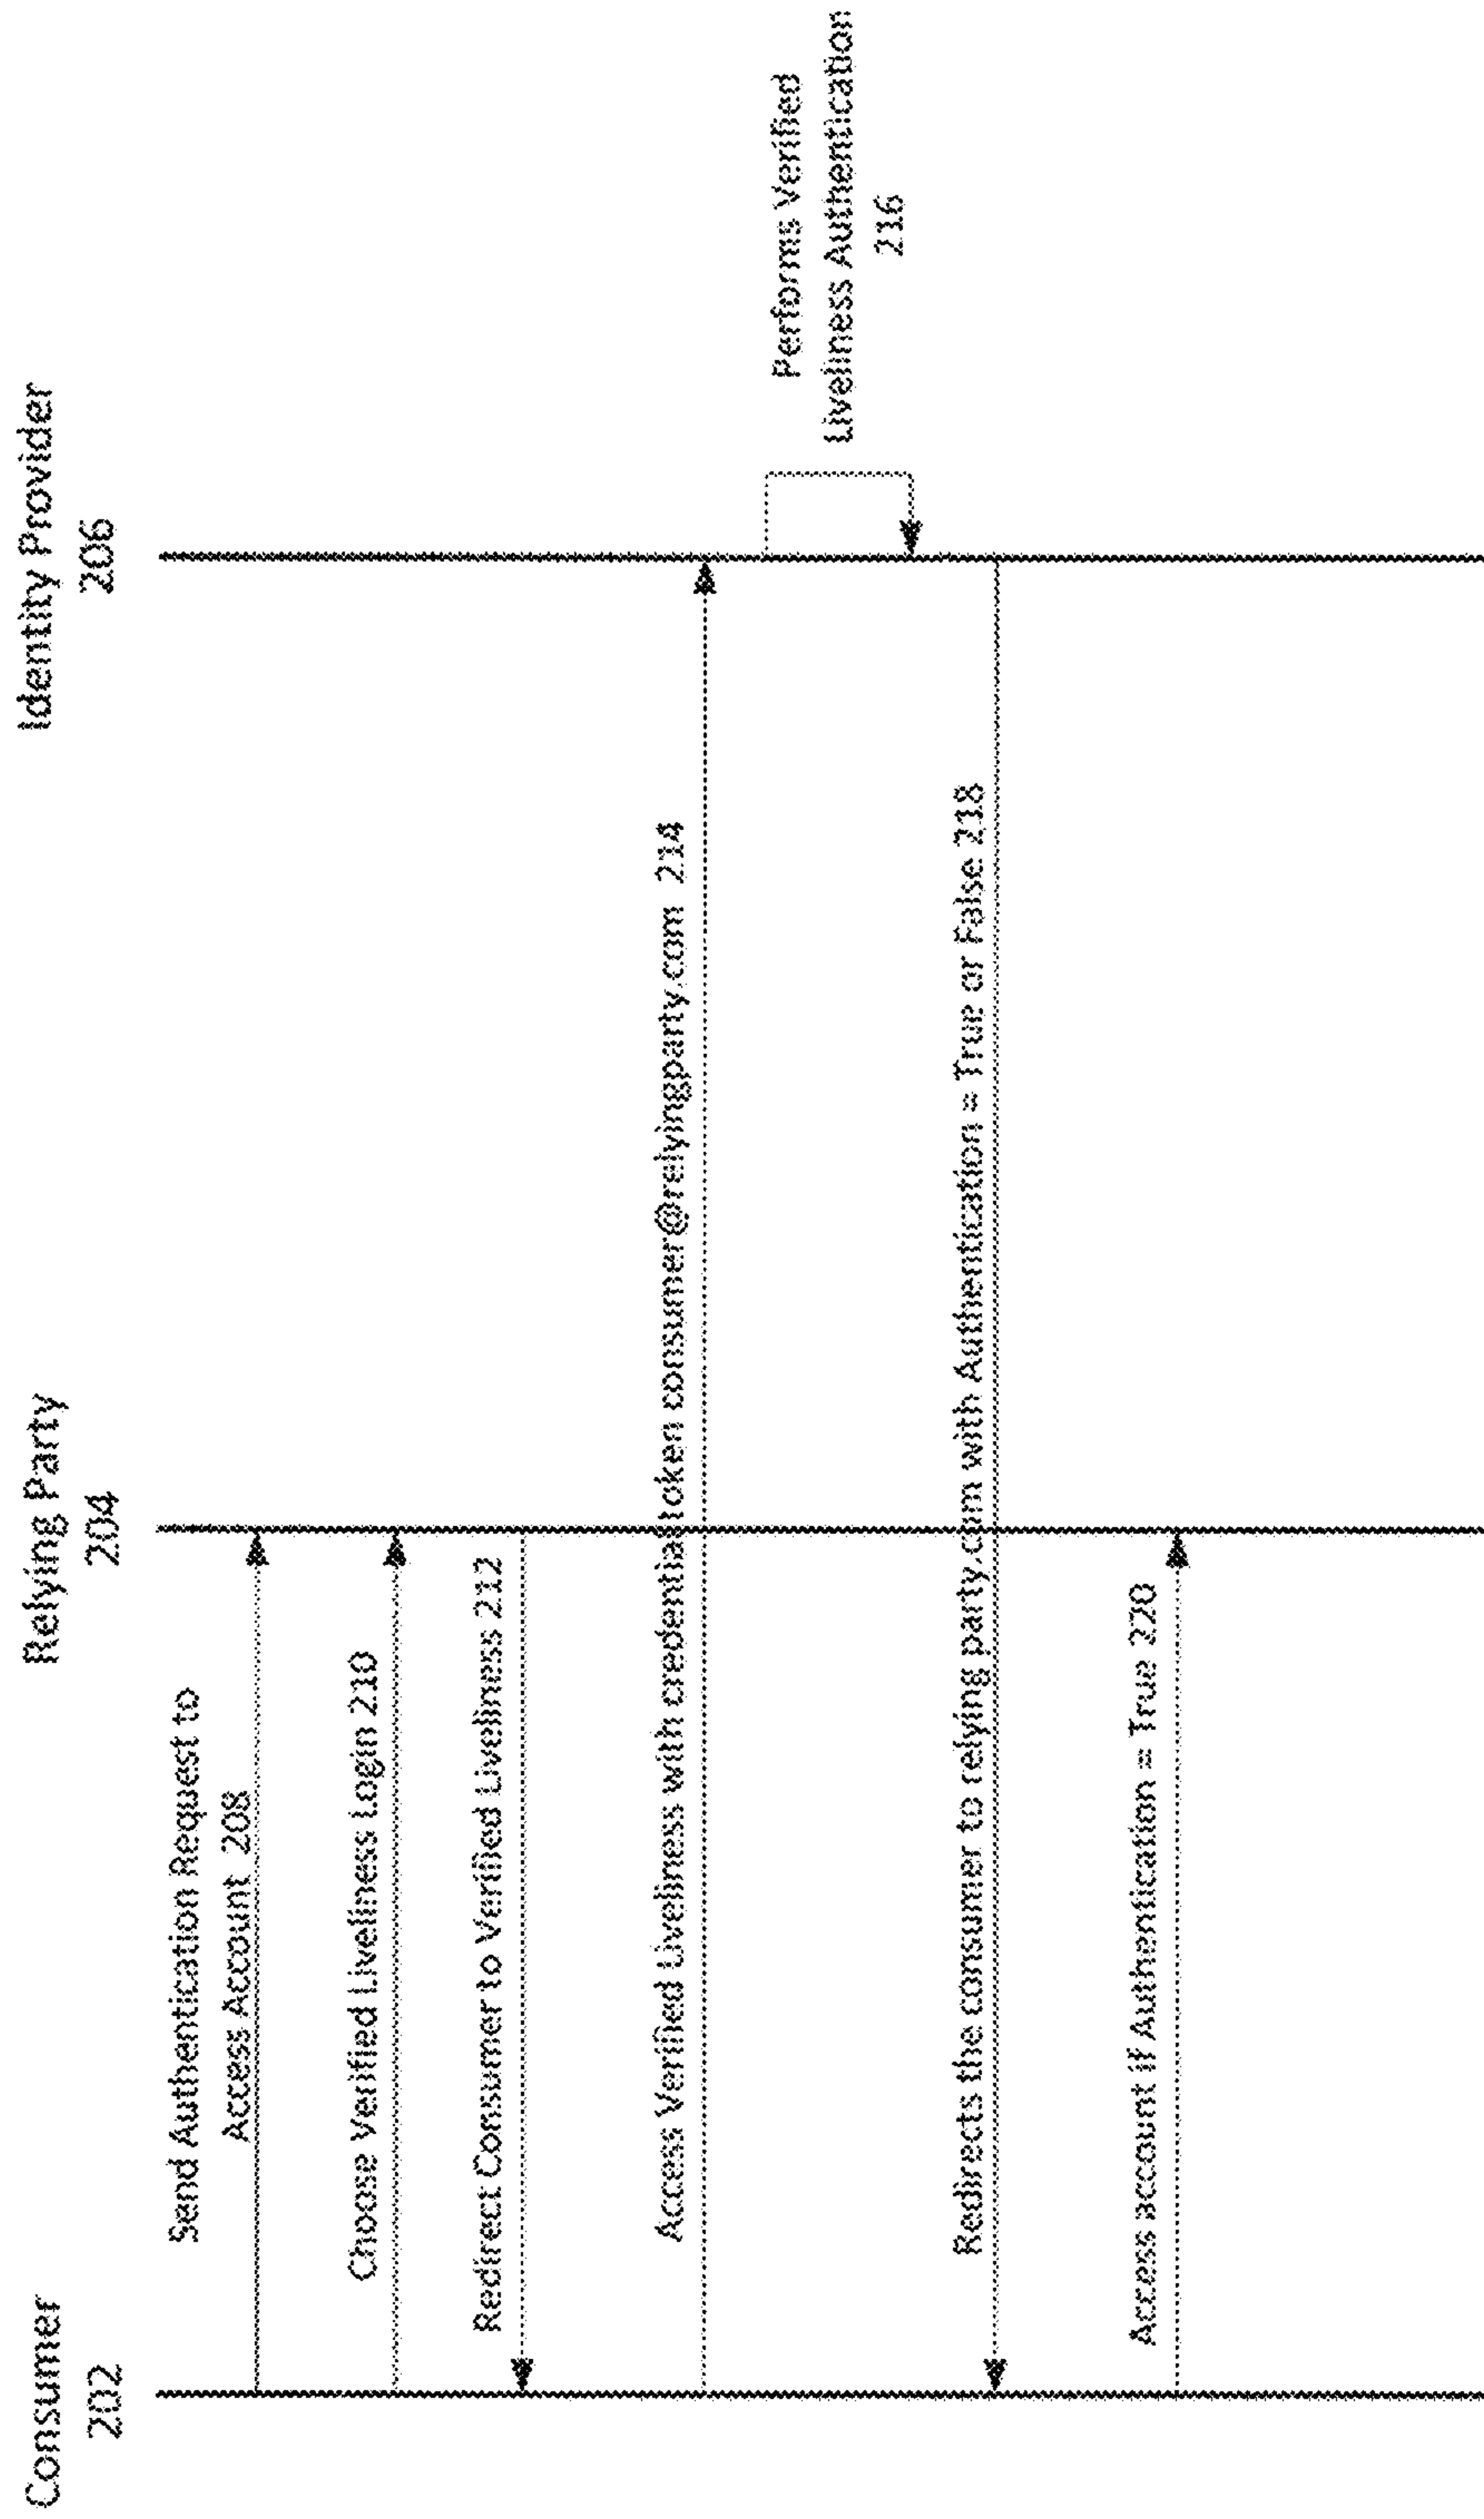 Consumer
202
Relying Party
204
Identity Provider
206
Send Authentication Request to
Access Account 208
Choose Verified Liveliness Login 210
Redirect Consumer to Verified Liveliness 212
Access Verified Liveliness with credential token consumer@relyingparty.com 214
Performs Verified
Liveliness Authentication
216
Redirects the consumer to relying party.com with Authentication = True or False 218
Access account if Authentication = True 220